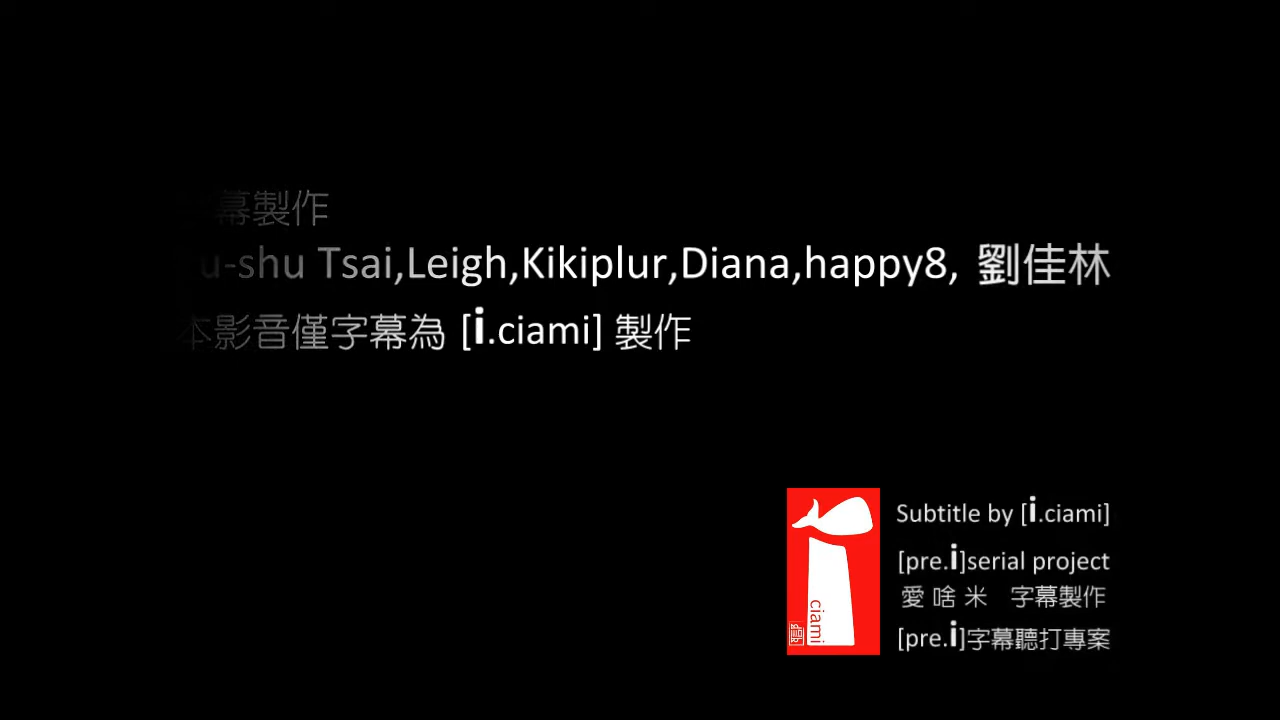 字幕製作
u-shu Tsai,Leigh,Kikiplur,Diana,happy8, 劉佳林
本影音僅字幕為 [i.ciami] 製作
Subtitle by [i.ciami]
[pre.i]serial project
愛啥米 字幕製作
[pre.i]字幕聽打專案
ciami